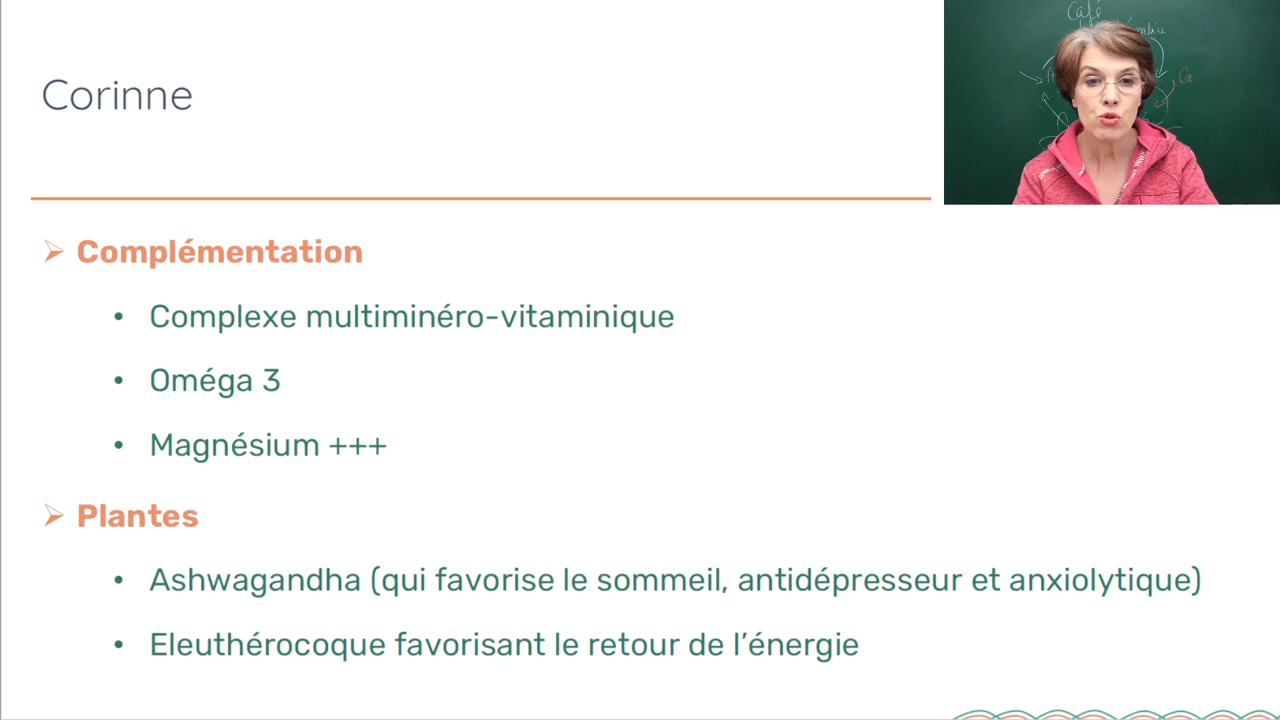 Corinne
Café
Complémentation
Complexe multiminéro-vitaminique
Oméga 3
Magnésium +++
Plantes
Ashwagandha (qui favorise le sommeil, antidépresseur et anxiolytique)
Eleuthérocoque favorisant le retour de l’énergie